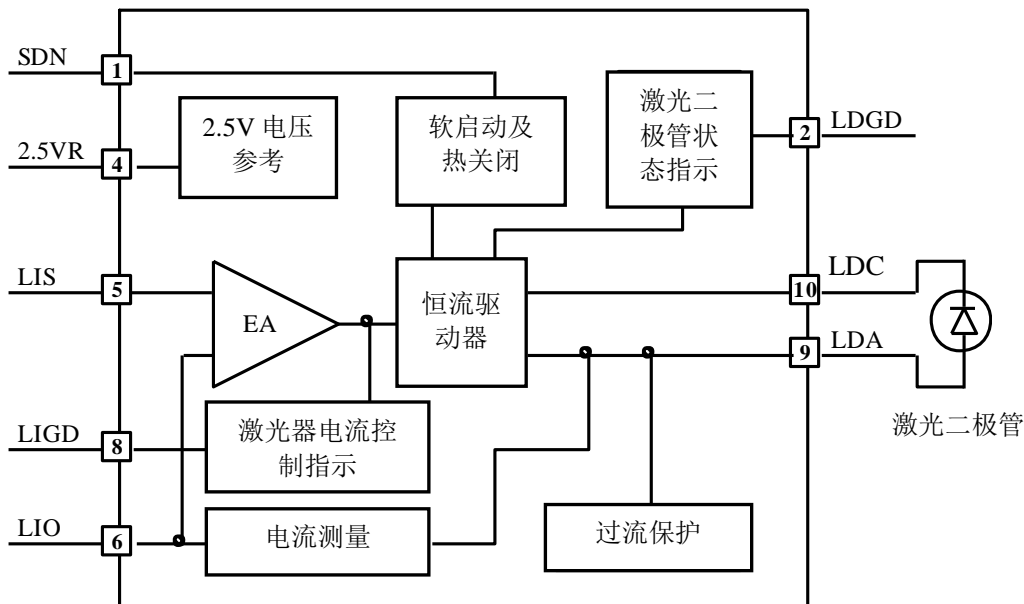 SDN
1
2.5V 电压
参考
软启动及
热关闭
激光二
极管状
态指示
2
LDGD
2.5VR
4
LIS
5
EA
恒流驱
动器
LDC
10
LDA
9
激光二极管
LIGD
8
激光器电流控
制指示
LIO
6
电流测量
过流保护